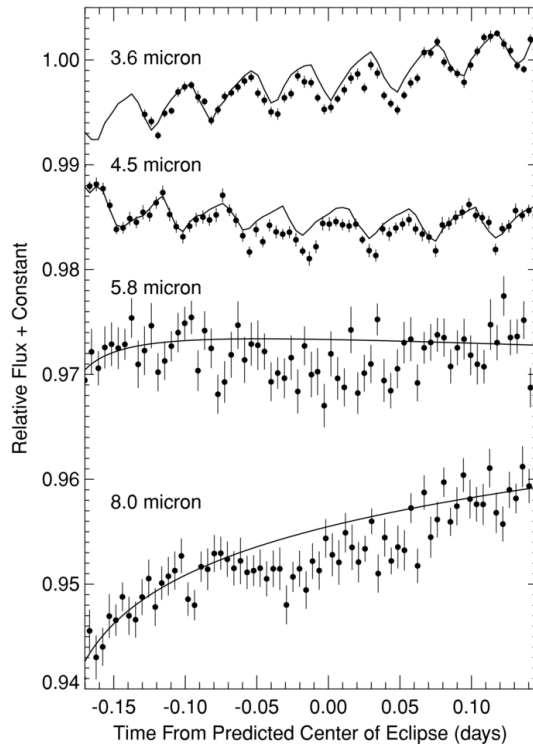 3.6 micron
4.5 micron
5.8 micron
8.0 micron
1.00
0.99
0.98
0.97
0.96
0.95
0.94
Relative Flux + Constant
-0.15 -0.10 -0.05 0.00 0.05 0.10
Time From Predicted Center of Eclipse (days)